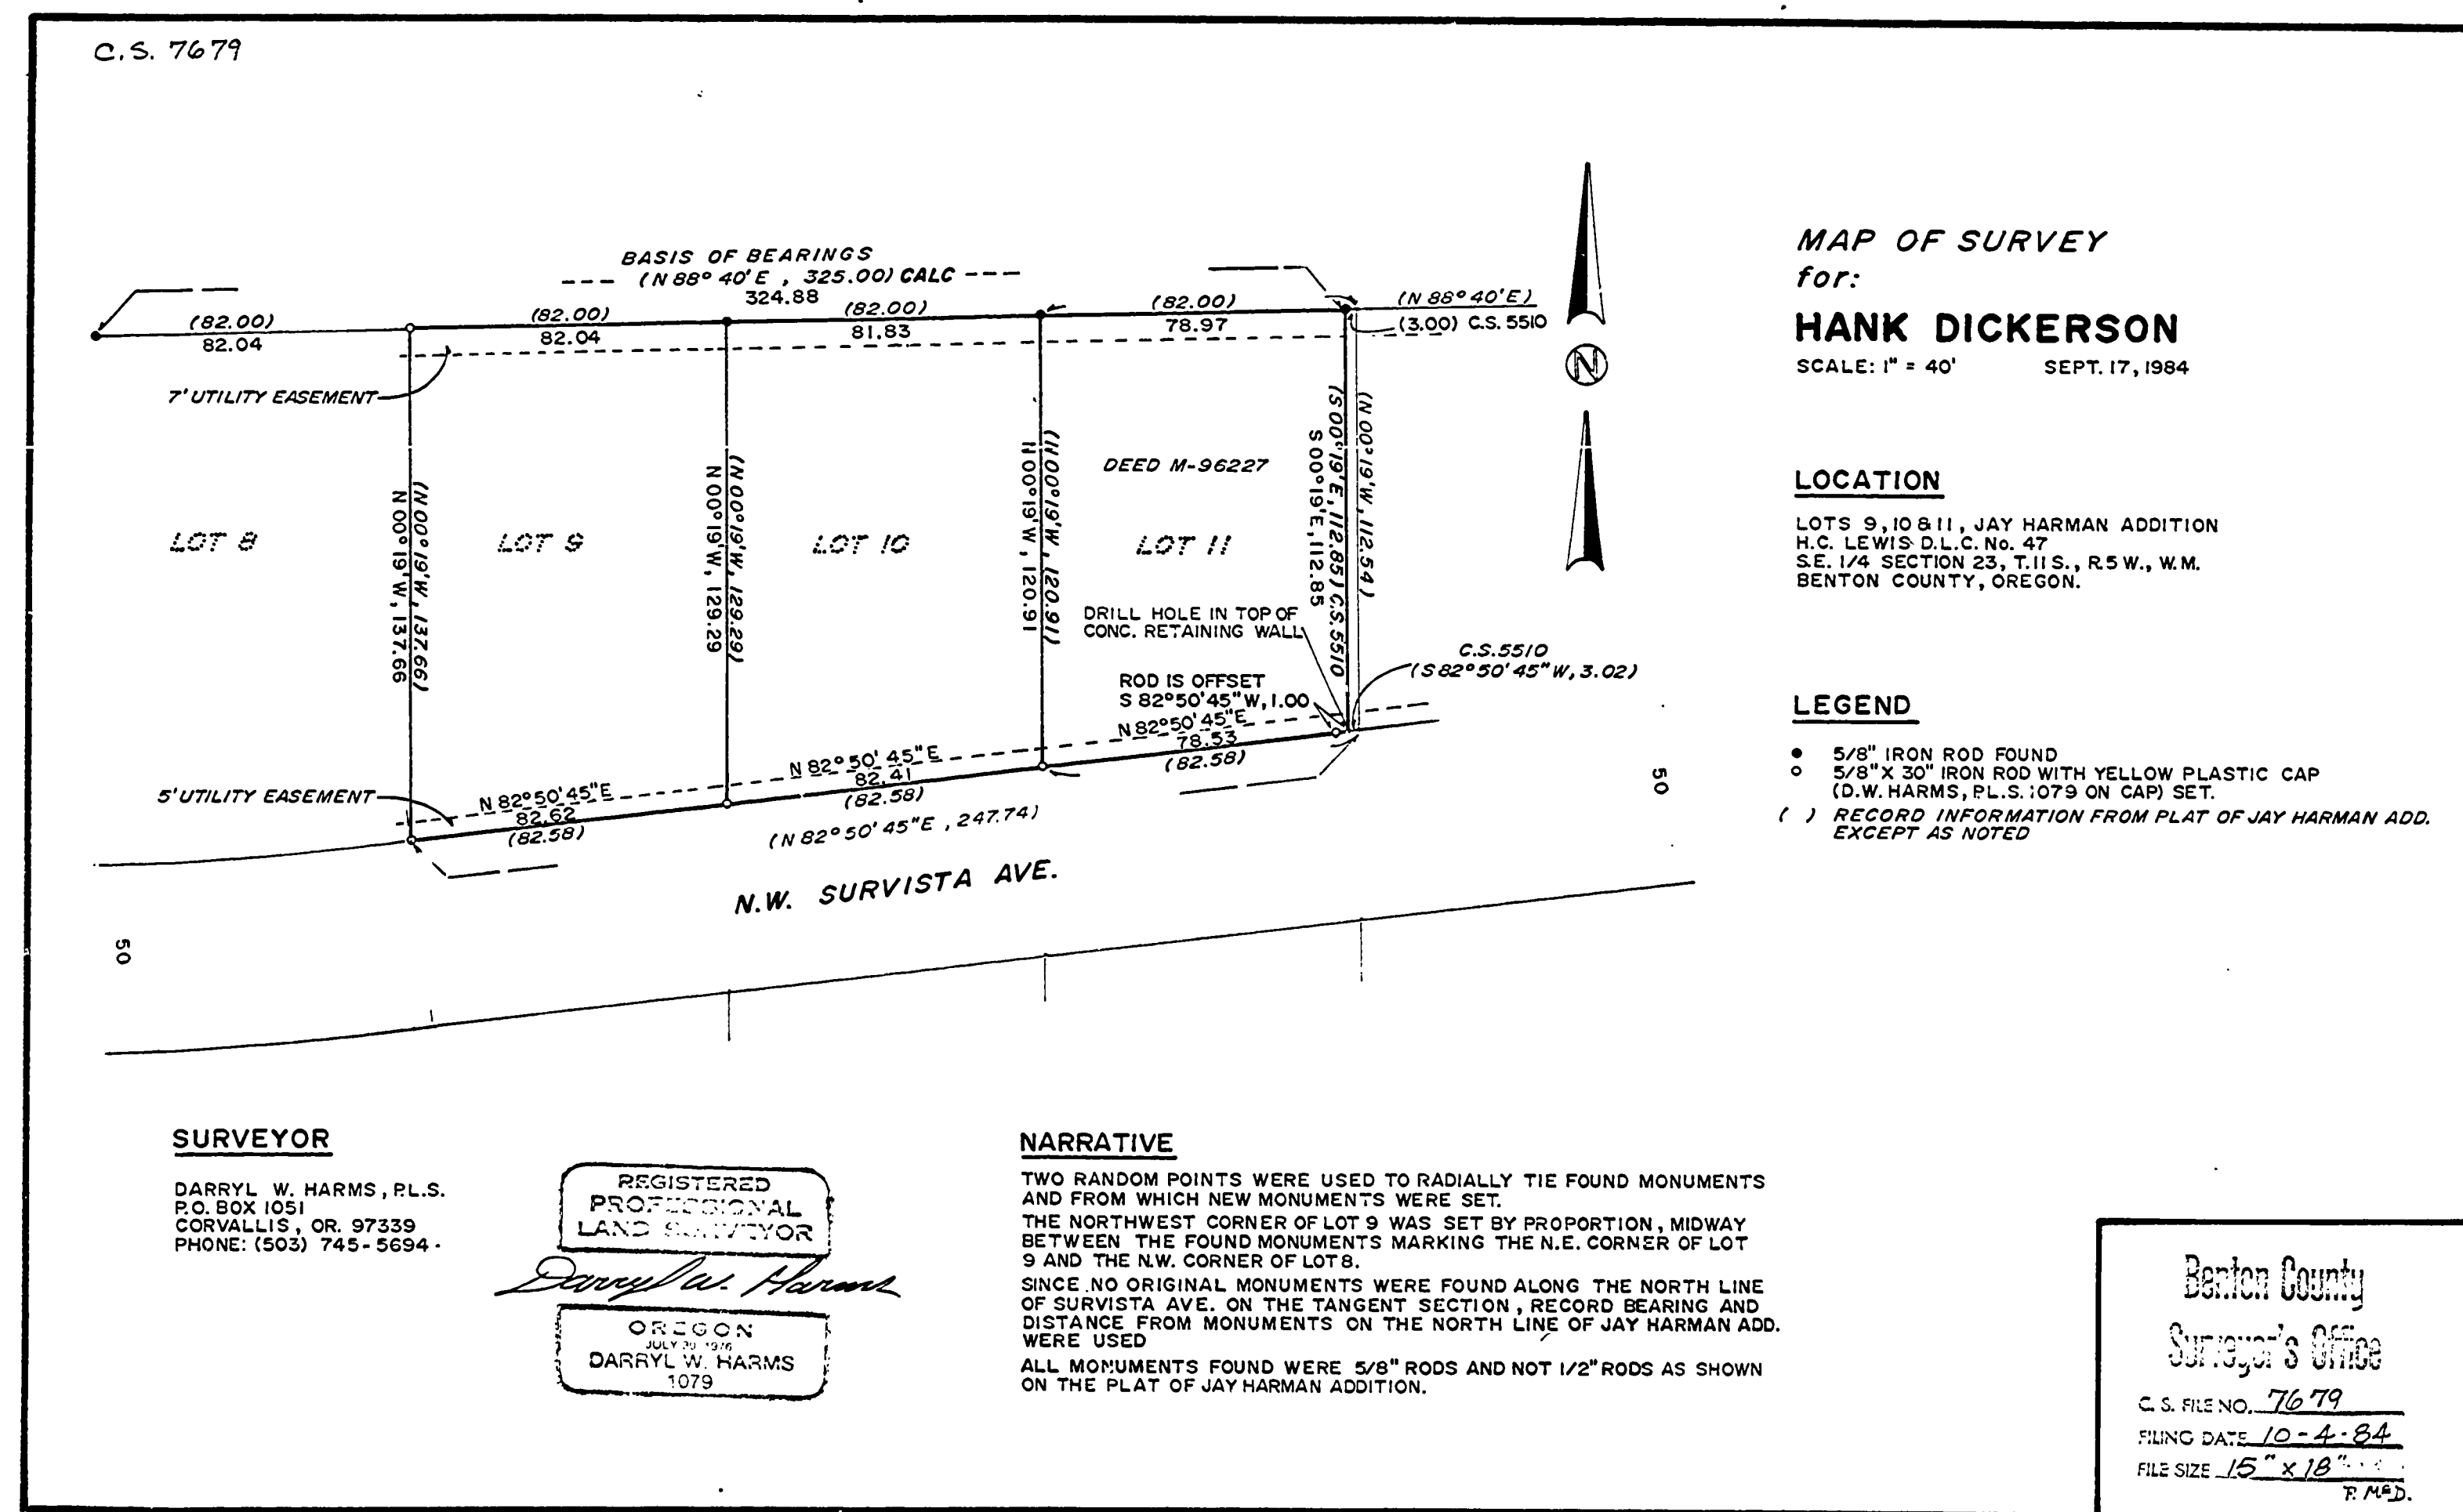 C.S. 7679
BASIS OF BEARINGS
(N 88° 40' E , 325.00) CALC
324.88
(82.00)
82.04
(82.00)
82.04
(82.00)
81.83
(82.00)
78.97
(N 88° 40' E)
(3.00) C.S. 5510
7' UTILITY EASEMENT
LOT 8
LOT 9
LOT 10
LOT 11
DEED M-96227
(N 00° 19' W, 137.66)
N 00° 19' W, 137.66
(N 00° 19' W, 129.29)
N 00° 19' W, 129.29
(N 00° 19' W, 120.91)
N 00° 19' W, 120.91
(S 00° 19' E, 112.85) C.S. 5510
S 00° 19' E, 112.85
(N 00° 19' W, 112.54)
DRILL HOLE IN TOP OF
CONC. RETAINING WALL
ROD IS OFFSET
S 82° 50' 45" W, 1.00
C.S. 5510
(S 82° 50' 45" W, 3.02)
5' UTILITY EASEMENT
N 82° 50' 45" E
82.62
(82.58)
N 82° 50' 45" E
82.41
(82.58)
N 82° 50' 45" E
78.53
(82.58)
(N 82° 50' 45" E , 247.74)
N.W. SURVISTA AVE.
50
50
MAP OF SURVEY
for:
HANK DICKERSON
SCALE: 1" = 40' SEPT. 17, 1984
LOCATION
LOTS 9, 10 & 11, JAY HARMAN ADDITION
H.C. LEWIS D.L.C. No. 47
S.E. 1/4 SECTION 23, T.11 S., R.5 W., W.M.
BENTON COUNTY, OREGON.
LEGEND
5/8" IRON ROD FOUND
5/8" X 30" IRON ROD WITH YELLOW PLASTIC CAP
(D.W. HARMS, P.L.S. 1079 ON CAP) SET.
( ) RECORD INFORMATION FROM PLAT OF JAY HARMAN ADD.
EXCEPT AS NOTED
SURVEYOR
DARRYL W. HARMS, P.L.S.
P.O. BOX 1051
CORVALLIS, OR. 97339
PHONE: (503) 745-5694
REGISTERED
PROFESSIONAL
LAND SURVEYOR
Darryl W. Harms
OREGON
JULY 1976
DARRYL W. HARMS
1079
NARRATIVE
TWO RANDOM POINTS WERE USED TO RADIALLY TIE FOUND MONUMENTS
AND FROM WHICH NEW MONUMENTS WERE SET.
THE NORTHWEST CORNER OF LOT 9 WAS SET BY PROPORTION, MIDWAY
BETWEEN THE FOUND MONUMENTS MARKING THE N.E. CORNER OF LOT
9 AND THE N.W. CORNER OF LOT 8.
SINCE NO ORIGINAL MONUMENTS WERE FOUND ALONG THE NORTH LINE
OF SURVISTA AVE. ON THE TANGENT SECTION, RECORD BEARING AND
DISTANCE FROM MONUMENTS ON THE NORTH LINE OF JAY HARMAN ADD.
WERE USED
ALL MONUMENTS FOUND WERE 5/8" RODS AND NOT 1/2" RODS AS SHOWN
ON THE PLAT OF JAY HARMAN ADDITION.
N
Benton County
Surveyor's Office
C. S. FILE NO. 7679
FILING DATE 10-4-84
FILE SIZE 15" x 18"
P. McD.